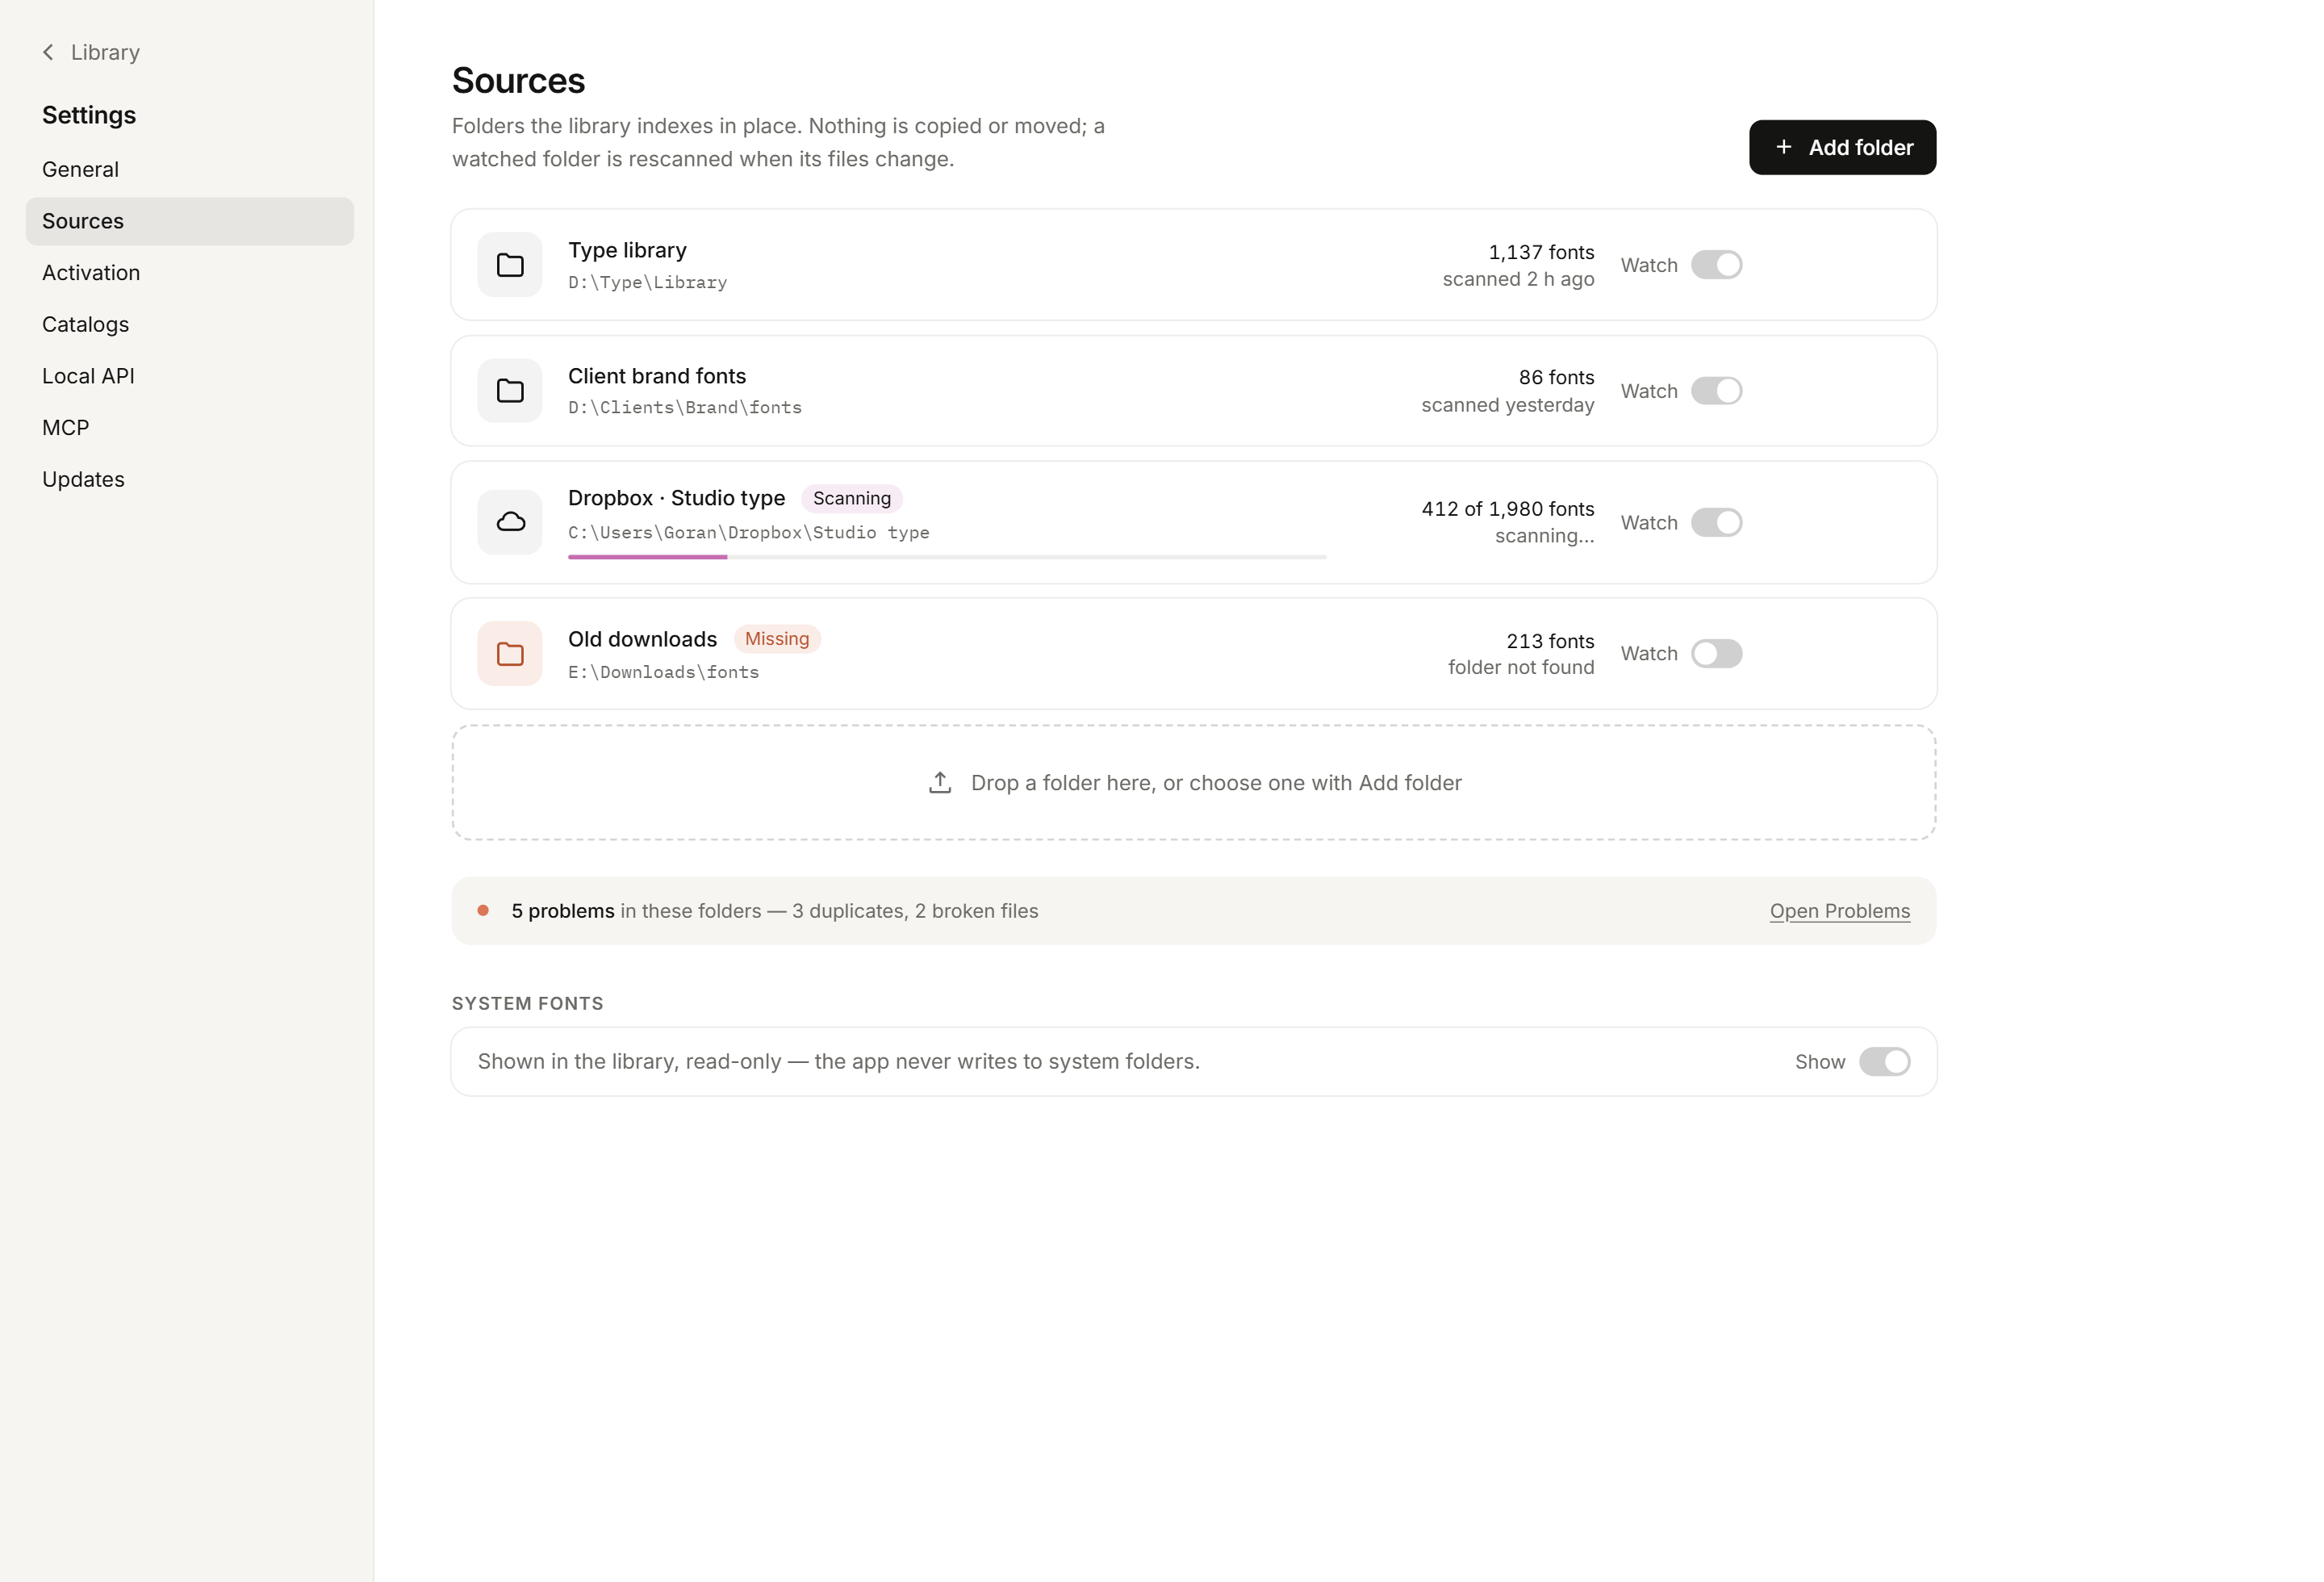 Library
Settings
General
Sources
Activation
Catalogs
Local API
MCP
Updates
Sources
Folders the library indexes in place. Nothing is copied or moved; a
watched folder is rescanned when its files change.
Add folder
Type library
D:\Type\Library
1,137 fonts
scanned 2 h ago
Watch
Client brand fonts
D:\Clients\Brand\fonts
86 fonts
scanned yesterday
Watch
Dropbox · Studio type
Scanning
C:\Users\Goran\Dropbox\Studio type
412 of 1,980 fonts
scanning…
Watch
Old downloads
Missing
E:\Downloads\fonts
213 fonts
folder not found
Watch
Drop a folder here, or choose one with Add folder
5 problems in these folders — 3 duplicates, 2 broken files
Open Problems
SYSTEM FONTS
Shown in the library, read-only — the app never writes to system folders.
Show